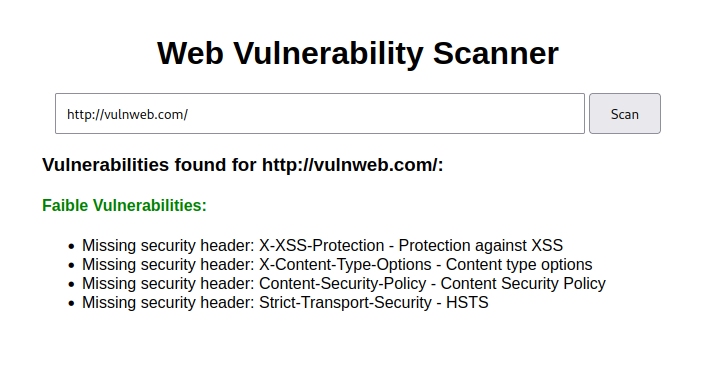 Web Vulnerability Scanner
http://vulnweb.com/ Scan
Vulnerabilities found for http://vulnweb.com/:
Faible Vulnerabilities:
• Missing security header: X-XSS-Protection - Protection against XSS
• Missing security header: X-Content-Type-Options - Content type options
• Missing security header: Content-Security-Policy - Content Security Policy
• Missing security header: Strict-Transport-Security - HSTS